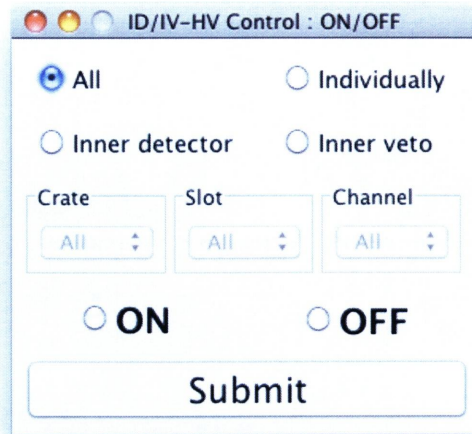 ID/IV-HV Control : ON/OFF
All Individually
Inner detector Inner veto
Crate Slot Channel
All All All
ON OFF
Submit